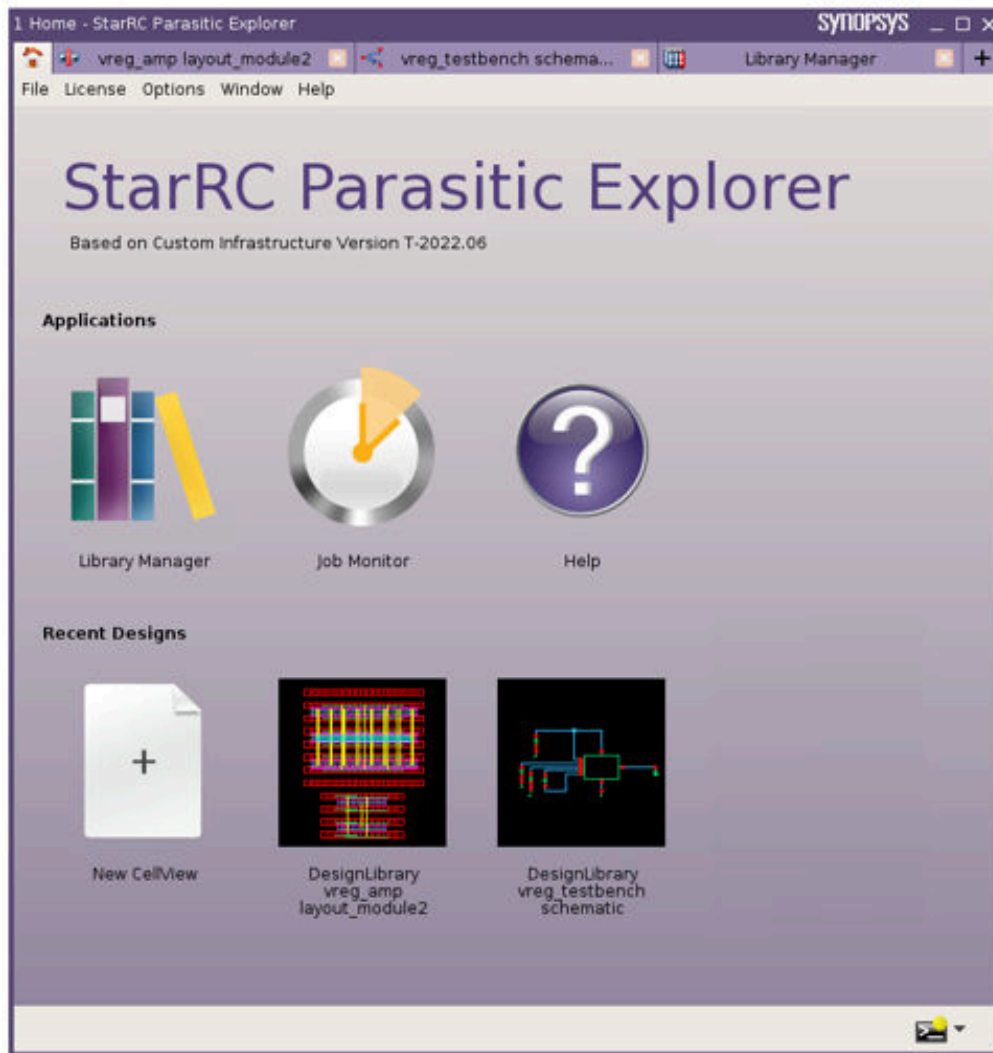 1 Home - StarRC Parasitic Explorer
SYNOPSYS
vreg_amp layout_module2
vreg_testbench schema...
Library Manager
File License Options Window Help
StarRC Parasitic Explorer
Based on Custom Infrastructure Version T-2022.06
Applications
Library Manager
Job Monitor
Help
Recent Designs
New CellView
DesignLibrary
vreg_amp
layout_module2
DesignLibrary
vreg_testbench
schematic